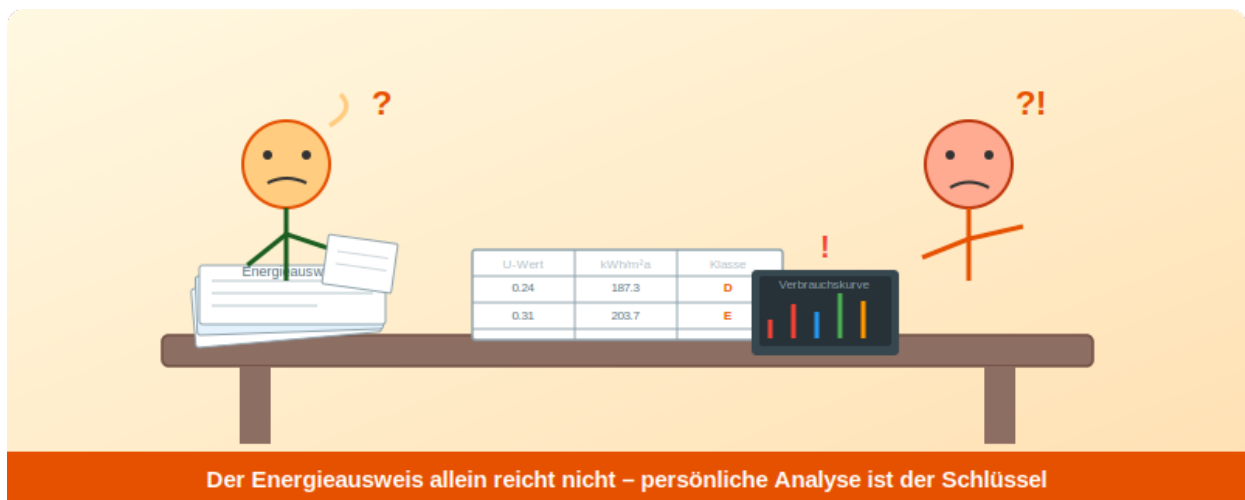 ?
?!
!
Energieausw
U-Wert kWh/m²a Klasse
0.24 187.3 D
0.31 203.7 E
Verbrauchskurve
Der Energieausweis allein reicht nicht – persönliche Analyse ist der Schlüssel